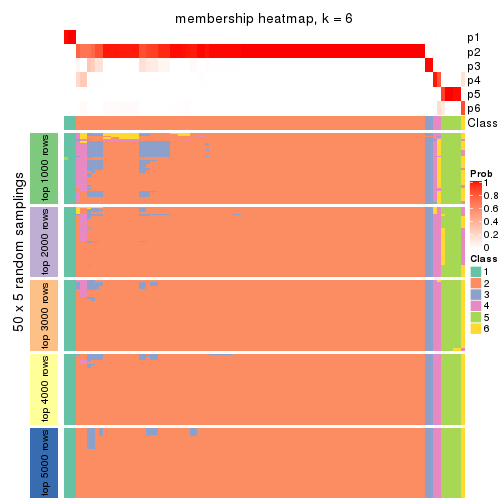 membership heatmap, k = 6
p1
p2
p3
p4
p5
p6
Class
50 x 5 random samplings
top 1000 rows
top 2000 rows
top 3000 rows
top 4000 rows
top 5000 rows
Prob
1
0.8
0.6
0.4
0.2
0
Class
1
2
3
4
5
6